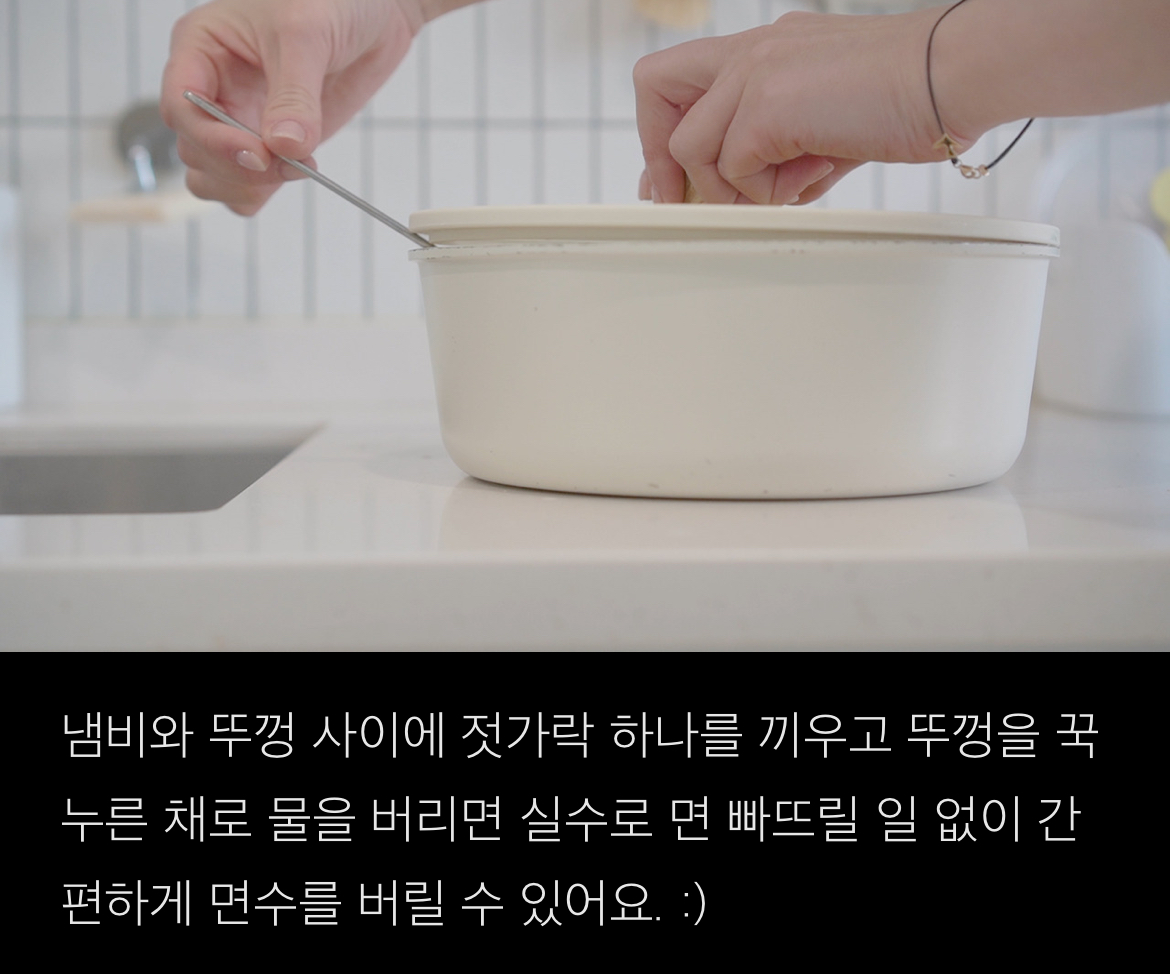 냄비와 뚜껑 사이에 젓가락 하나를 끼우고 뚜껑을 꾹
누른 채로 물을 버리면 실수로 면 빠뜨릴 일 없이 간
편하게 면수를 버릴 수 있어요. :)